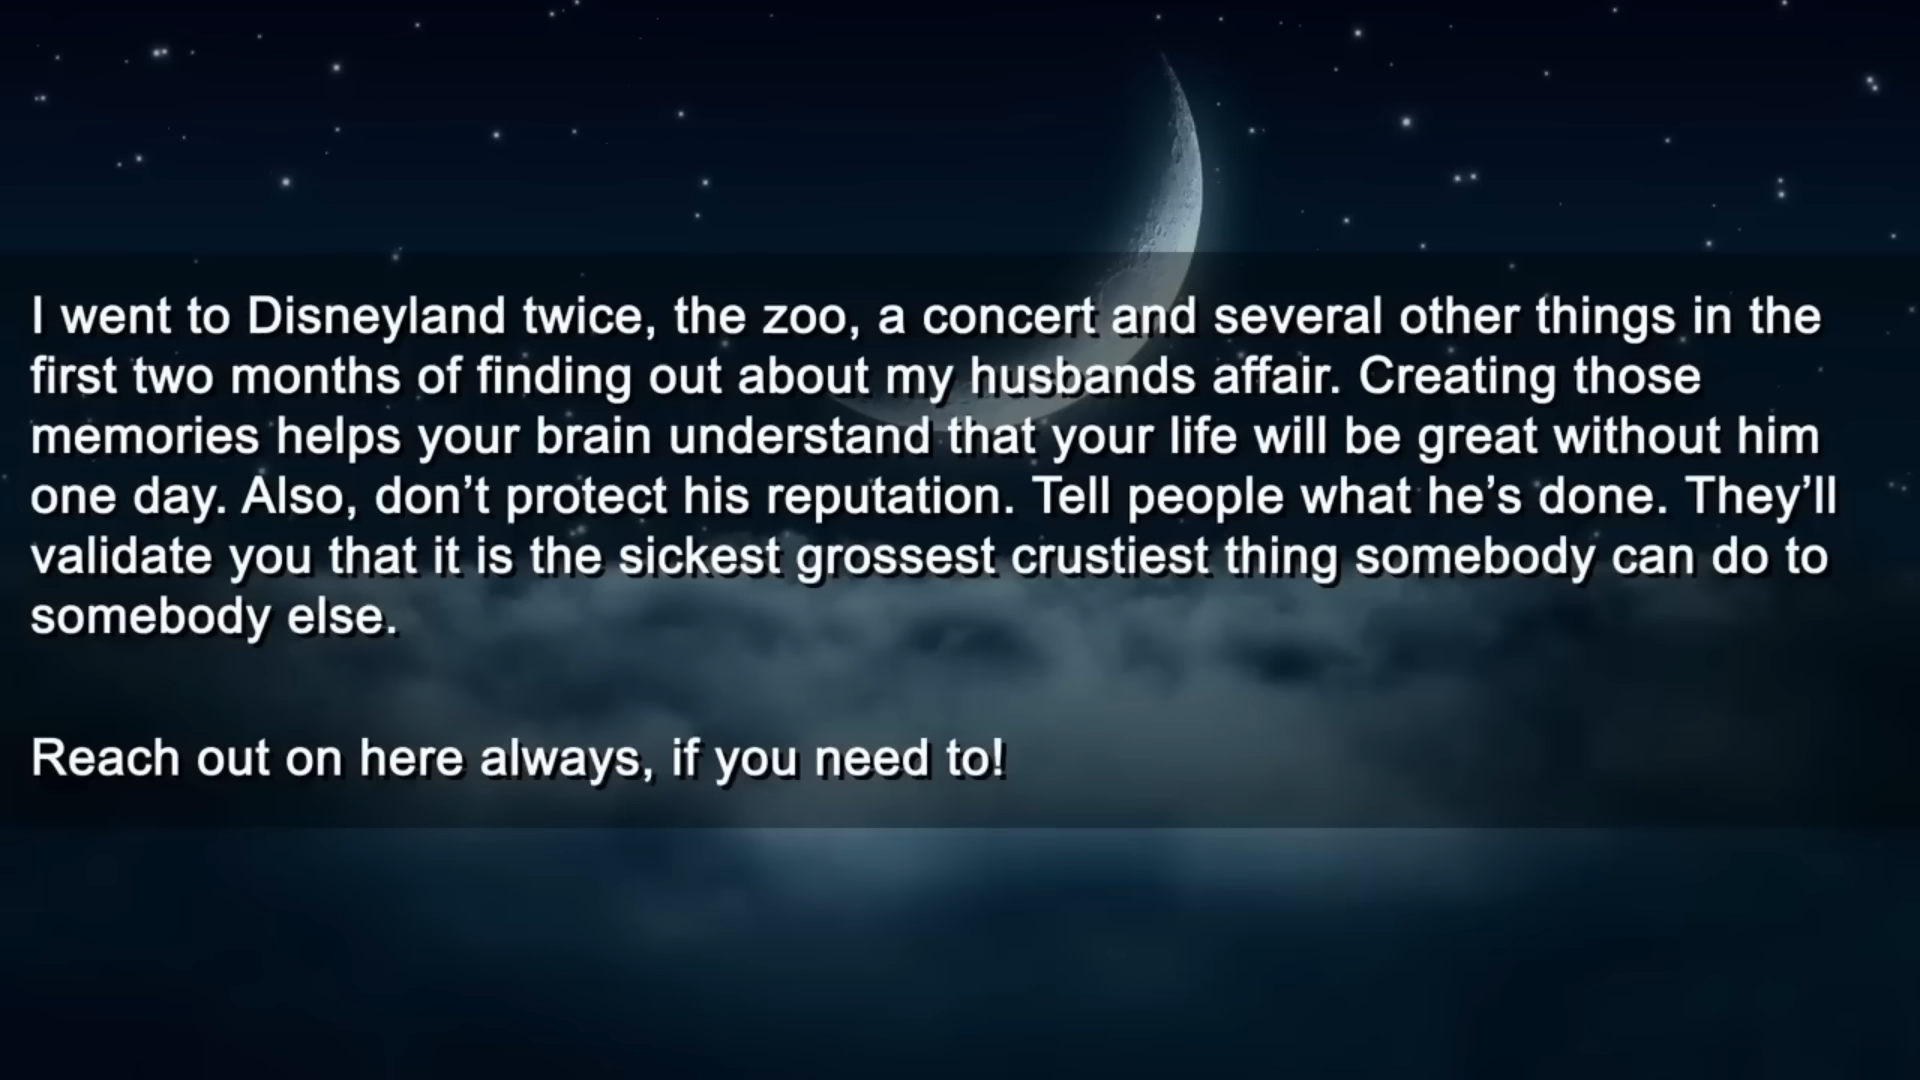 I went to Disneyland twice, the zoo, a concert and several other things in the
first two months of finding out about my husbands affair. Creating those
memories helps your brain understand that your life will be great without him
one day. Also, don’t protect his reputation. Tell people what he’s done. They’ll
validate you that it is the sickest grossest crustiest thing somebody can do to
somebody else.
Reach out on here always, if you need to!